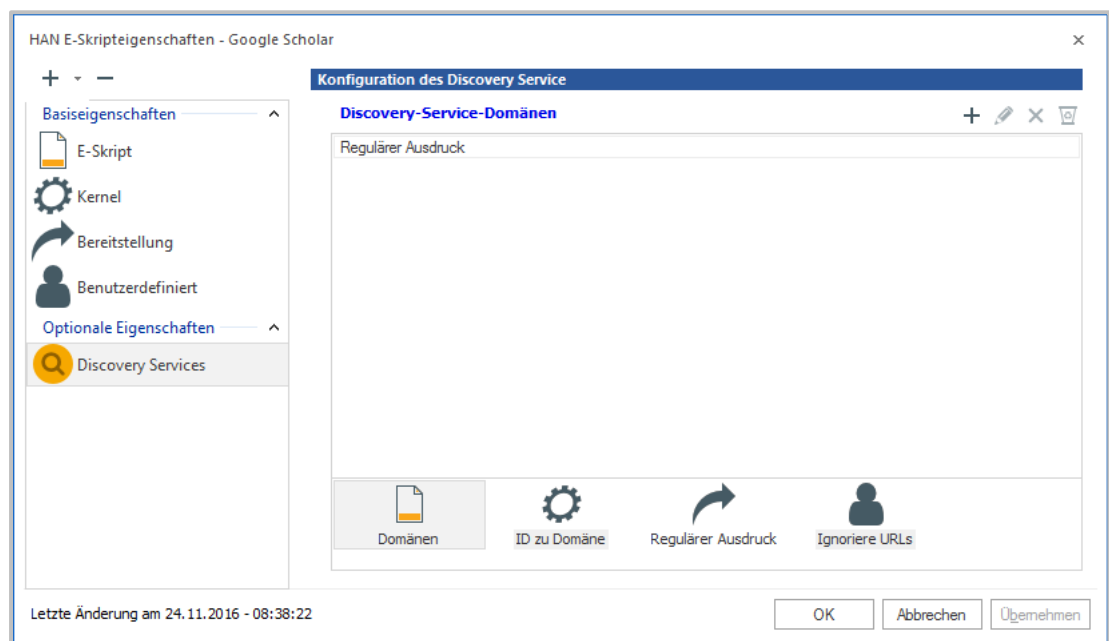 HAN E-Skripteigenschaften - Google Scholar
Konfiguration des Discovery Service
Basiseigenschaften
E-Skript
Kernel
Bereitstellung
Benutzerdefiniert
Optionale Eigenschaften
Discovery Services
Discovery-Service-Domänen
Regulärer Ausdruck
Domänen
ID zu Domäne
Regulärer Ausdruck
Ignoriere URLs
Letzte Änderung am 24.11.2016 - 08:38:22
OK
Abbrechen
Übernehmen